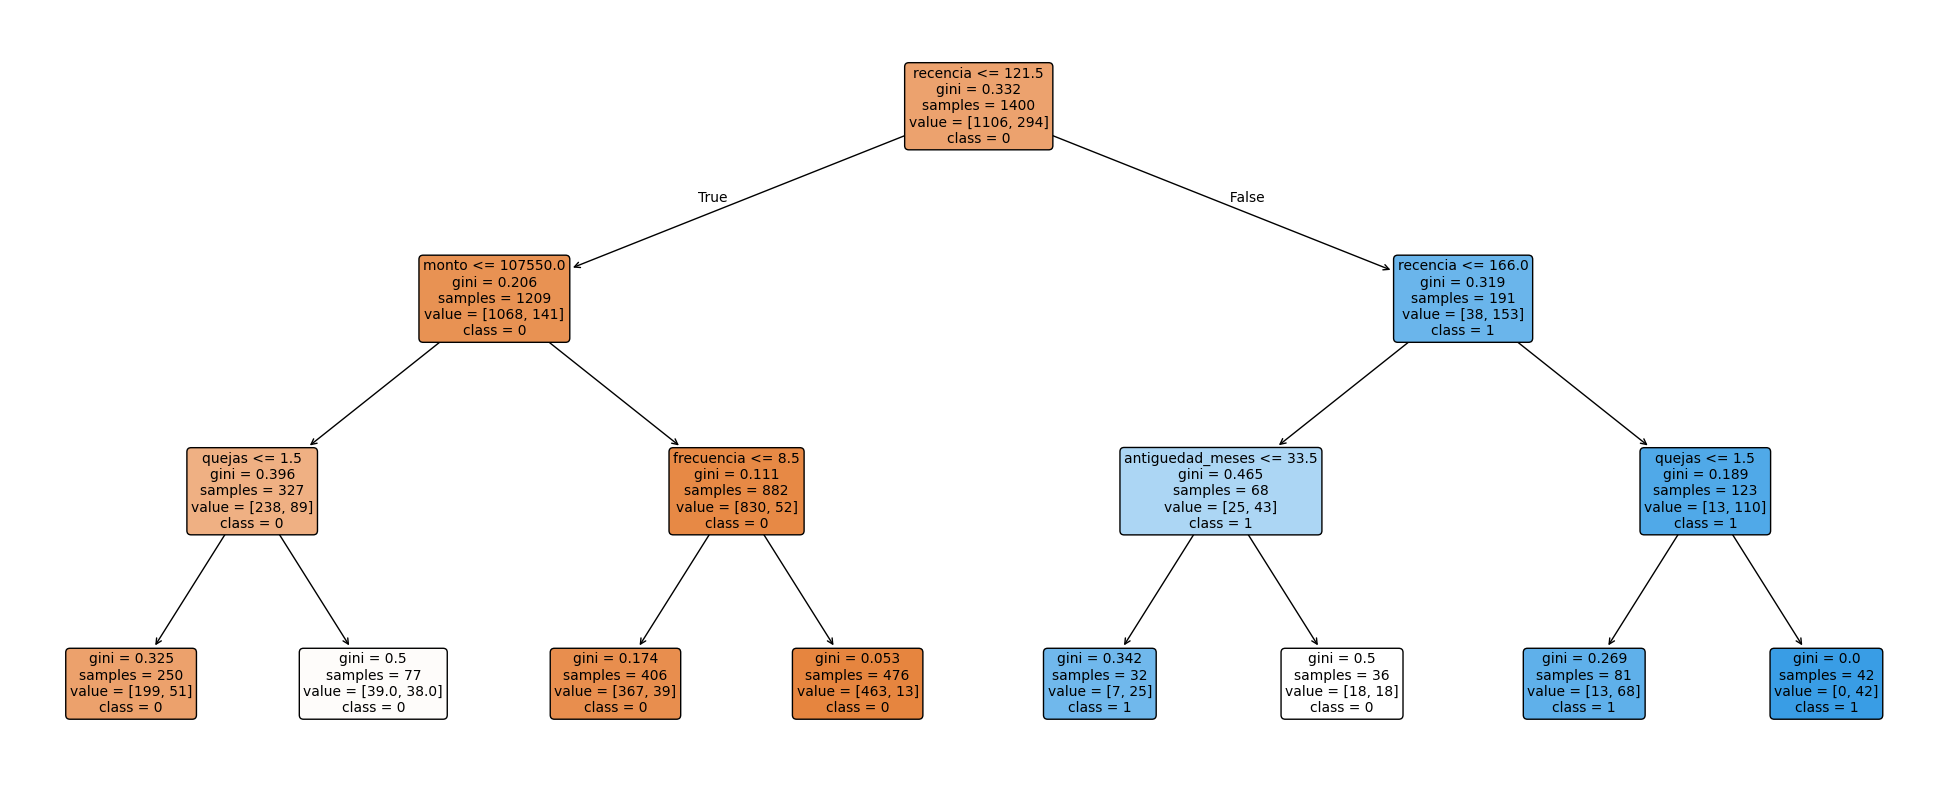 recencia <= 121.5
gini = 0.332
samples = 1400
value = [1106, 294]
class = 0
True
False
monto <= 107550.0
gini = 0.206
samples = 1209
value = [1068, 141]
class = 0
recencia <= 166.0
gini = 0.319
samples = 191
value = [38, 153]
class = 1
quejas <= 1.5
gini = 0.396
samples = 327
value = [238, 89]
class = 0
frecuencia <= 8.5
gini = 0.111
samples = 882
value = [830, 52]
class = 0
antiguedad_meses <= 33.5
gini = 0.465
samples = 68
value = [25, 43]
class = 1
quejas <= 1.5
gini = 0.189
samples = 123
value = [13, 110]
class = 1
gini = 0.325
samples = 250
value = [199, 51]
class = 0
gini = 0.5
samples = 77
value = [39.0, 38.0]
class = 0
gini = 0.174
samples = 406
value = [367, 39]
class = 0
gini = 0.053
samples = 476
value = [463, 13]
class = 0
gini = 0.342
samples = 32
value = [7, 25]
class = 1
gini = 0.5
samples = 36
value = [18, 18]
class = 0
gini = 0.269
samples = 81
value = [13, 68]
class = 1
gini = 0.0
samples = 42
value = [0, 42]
class = 1